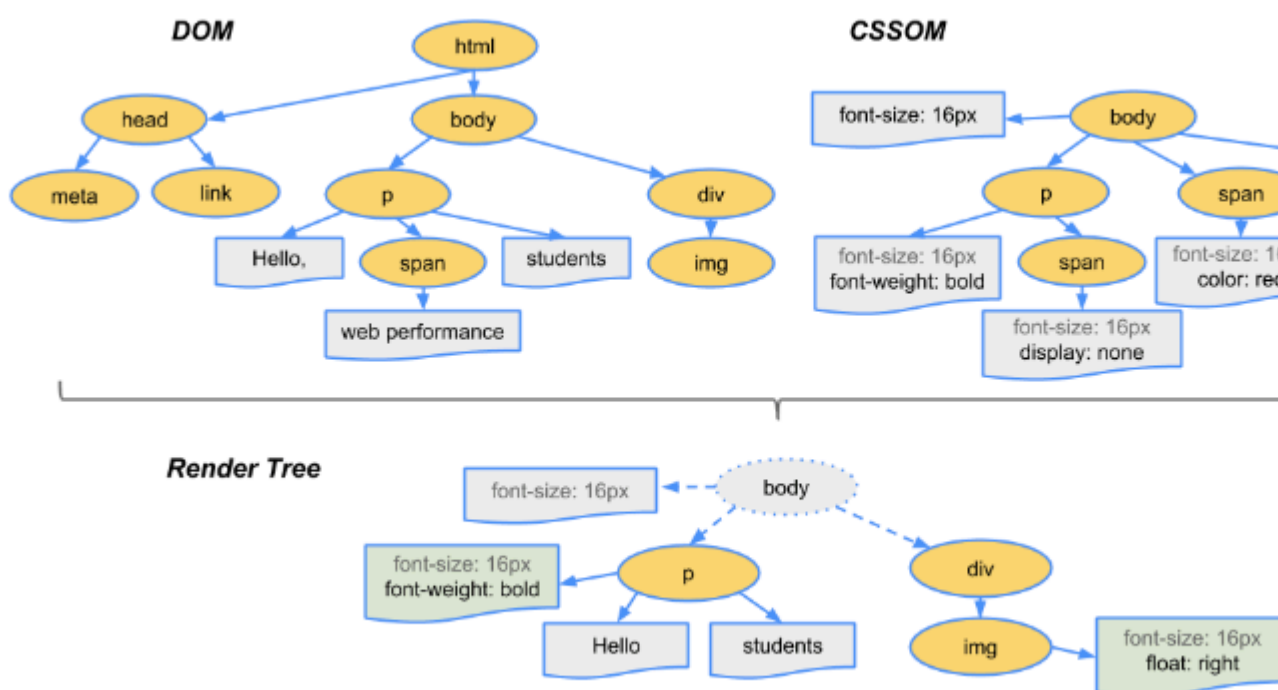 DOM
CSSOM
html
head
body
font-size: 16px
body
meta
link
p
div
p
span
Hello,
span
students
img
font-size: 16px
font-weight: bold
span
font-size:
color:
web performance
font-size: 16px
display: none
Render Tree
font-size: 16px
body
font-size: 16px
font-weight: bold
p
div
Hello
students
img
font-size: 16px
float: right